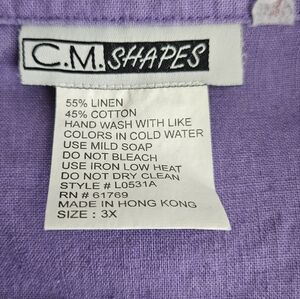 C.M. SHAPES
55% LINEN
45% COTTON
HAND WASH WITH LIKE
COLORS IN COLD WATER
USE MILD SOAP
DO NOT BLEACH
USE IRON LOW HEAT
DO NOT DRY CLEAN
STYLE # L0531A
RN # 61769
MADE IN HONG KONG
SIZE : 3X